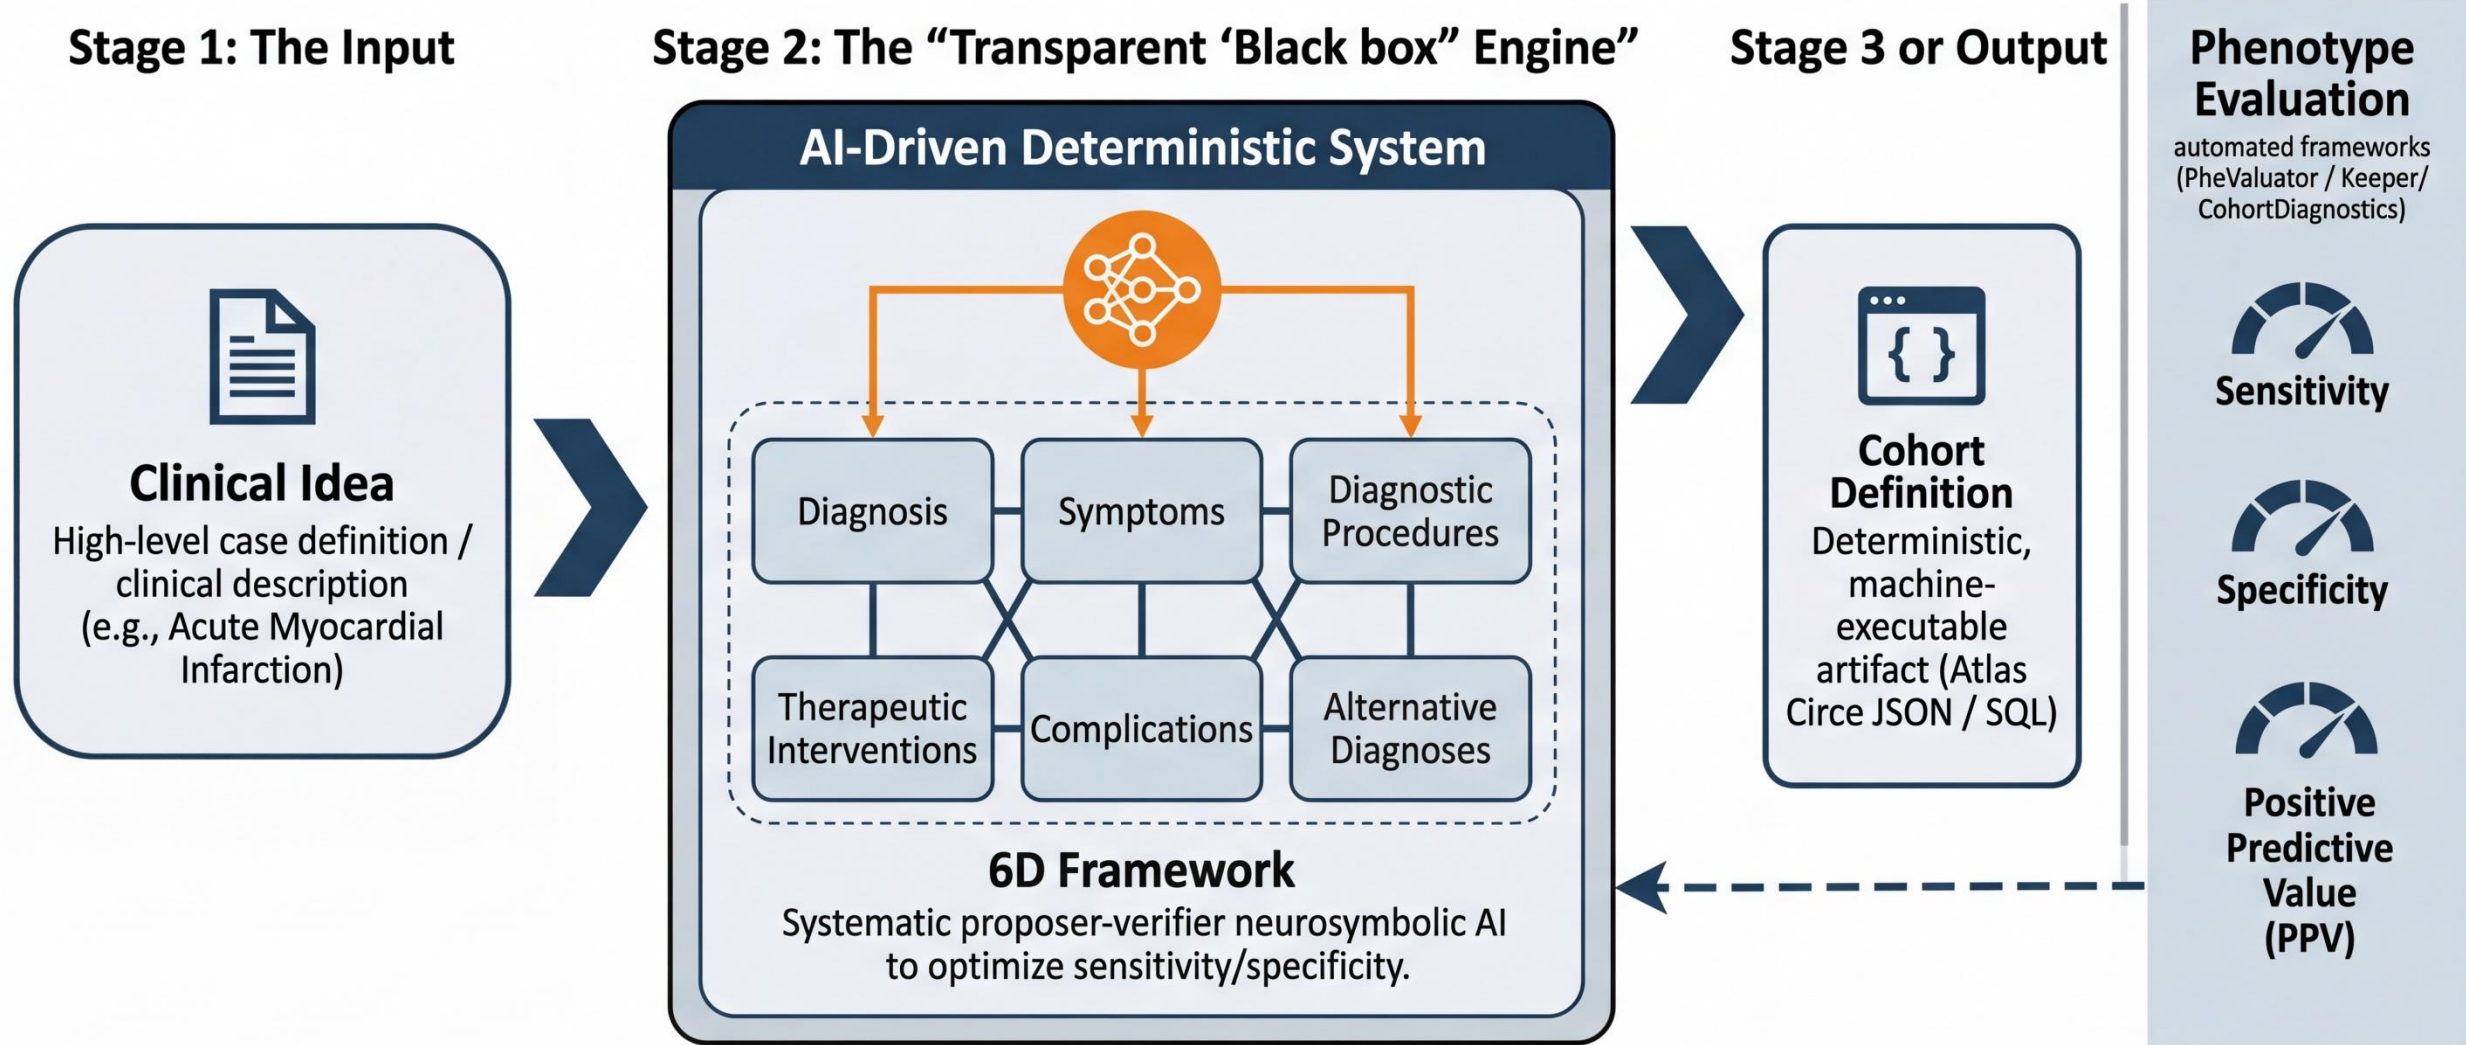 Stage 1: The Input
Clinical Idea
High-level case definition /
clinical description
(e.g., Acute Myocardial
Infarction)
Stage 2: The “Transparent ‘Black box” Engine”
AI-Driven Deterministic System
Diagnosis
Symptoms
Diagnostic
Procedures
Therapeutic
Interventions
Complications
Alternative
Diagnoses
6D Framework
Systematic proposer-verifier neurosymbolic AI
to optimize sensitivity/specificity.
Stage 3 or Output
{ }
Cohort
Definition
Deterministic,
machine-
executable
artifact (Atlas
Circe JSON / SQL)
Phenotype
Evaluation
automated frameworks
(PheValuator / Keeper/
CohortDiagnostics)
Sensitivity
Specificity
Positive
Predictive
Value
(PPV)